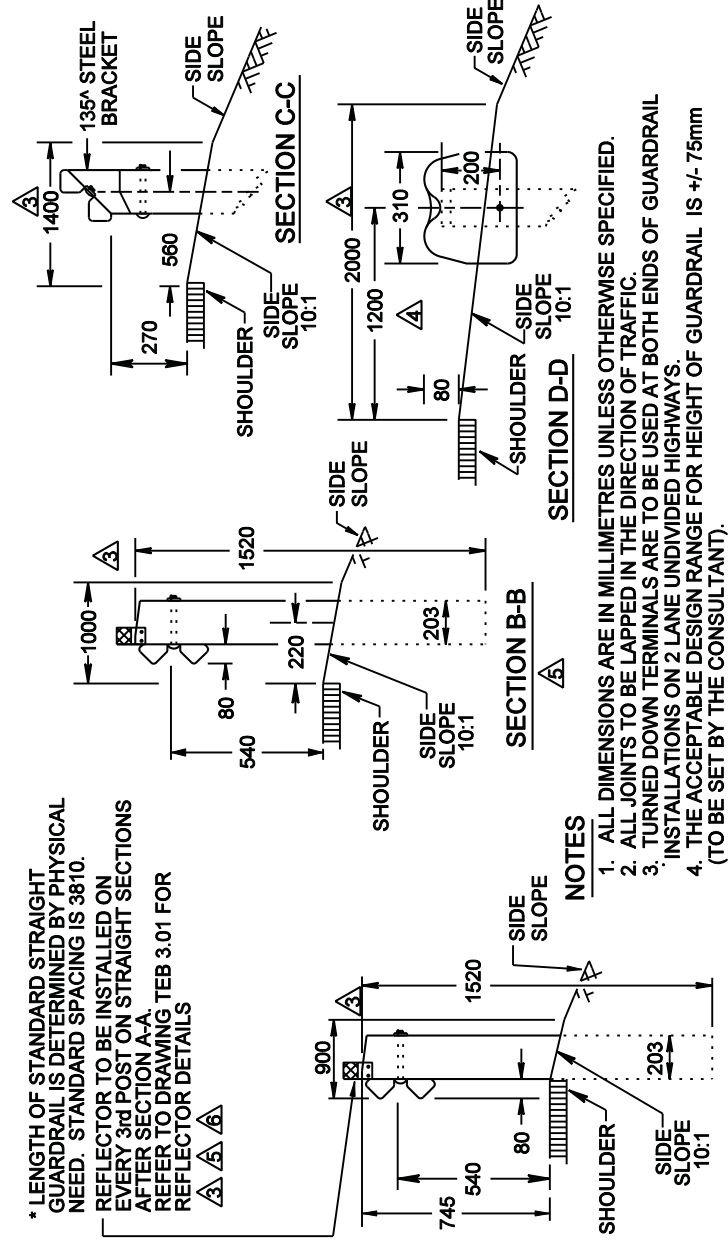 * LENGTH OF STANDARD STRAIGHT
GUARDRAIL IS DETERMINED BY PHYSICAL
NEED. STANDARD SPACING IS 3810.
REFLECTOR TO BE INSTALLED ON
EVERY 3rd POST ON STRAIGHT SECTIONS
AFTER SECTION A-A.
REFER TO DRAWING TEB 3.01 FOR
REFLECTOR DETAILS
3 5 6
900
3
745
540
80
1520
203
SHOULDER
SIDE
SLOPE
10:1
SIDE
SLOPE
1000
3
540
80
220
1520
203
SHOULDER
SIDE
SLOPE
10:1
SIDE
SLOPE
SECTION B-B
5
1400
3
135^ STEEL
BRACKET
270
560
SHOULDER
SIDE
SLOPE
10:1
SIDE
SLOPE
SECTION C-C
2000
3
1200
4
310
200
80
SHOULDER
SIDE
SLOPE
10:1
SIDE
SLOPE
SECTION D-D
NOTES
1. ALL DIMENSIONS ARE IN MILLIMETRES UNLESS OTHERWISE SPECIFIED.
2. ALL JOINTS TO BE LAPPED IN THE DIRECTION OF TRAFFIC.
3. TURNED DOWN TERMINALS ARE TO BE USED AT BOTH ENDS OF GUARDRAIL
INSTALLATIONS ON 2 LANE UNDIVIDED HIGHWAYS.
4. THE ACCEPTABLE DESIGN RANGE FOR HEIGHT OF GUARDRAIL IS +/- 75mm
(TO BE SET BY THE CONSULTANT).